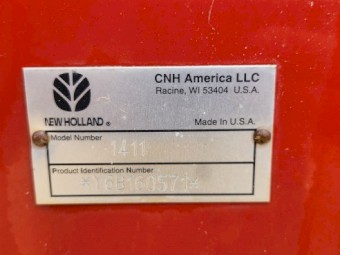 CNH America LLC
Racine, WI 53404 U.S.A.
NEW HOLLAND ®
Made in U.S.A.
Model Number
1411
Product Identification Number